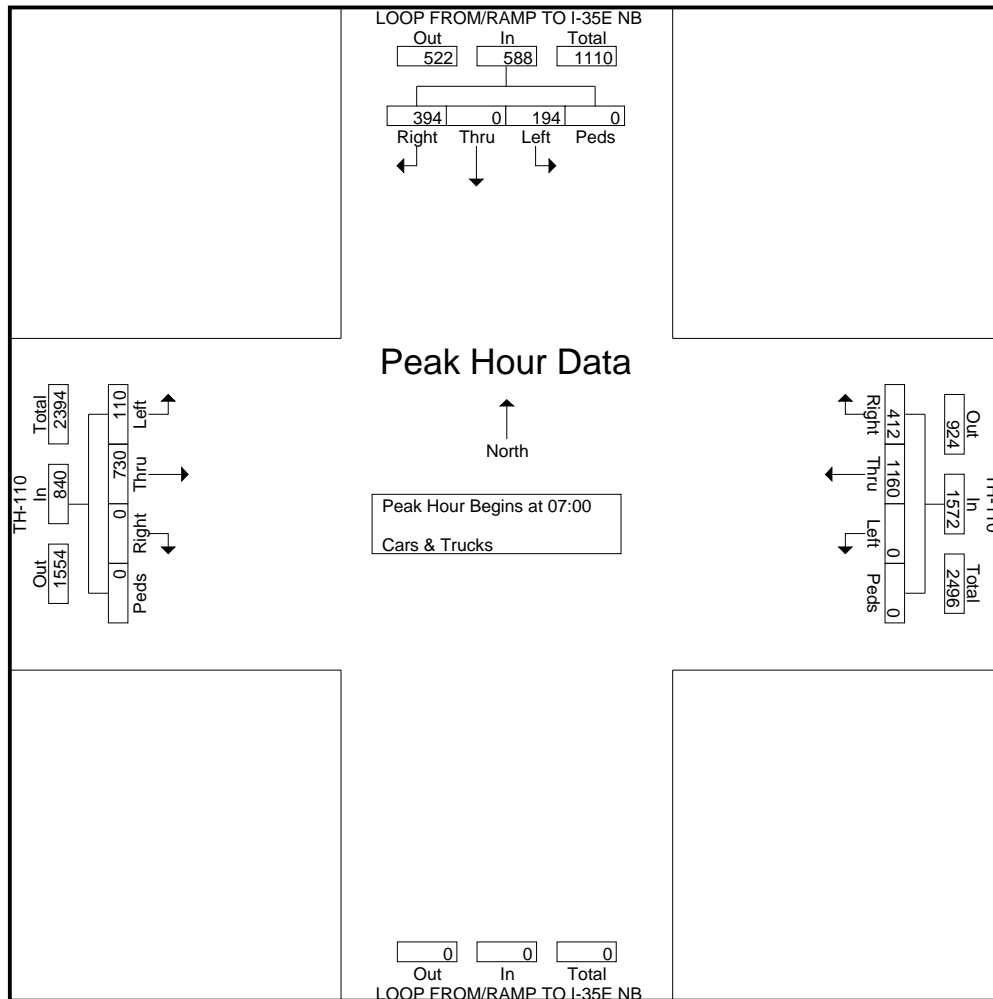 LOOP FROM/RAMP TO I-35E NB
Out In Total
522 588 1110
394 0 194 0
Right Thru Left Peds
Peak Hour Data
North
Peak Hour Begins at 07:00
Cars & Trucks
TH-110
Total In Out
2394 840 1554
110 730 0 0
Left Thru Right Peds
Right Thru Left Peds
412 1160 0 0
Out In Total
924 1572 2496
TH-110
0 0 0
Out In Total
LOOP FROM/RAMP TO I-35E NB